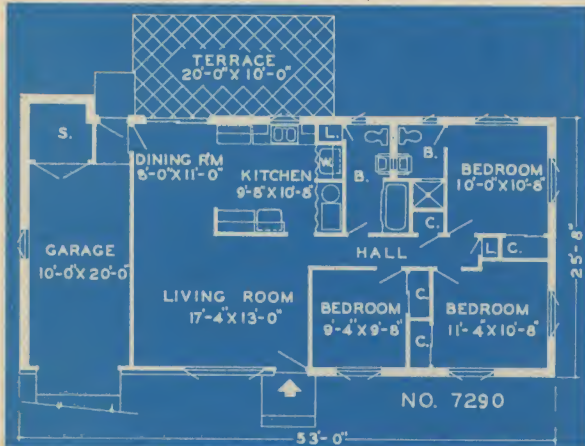 TERRACE
20'-0" X 10'-0"
S.
DINING R'M
8'-0" X 11'-0"
KITCHEN
9'-8" X 10'-8"
L.
W.
B.
B.
BEDROOM
10'-0" X 10'-8"
C.
HALL
L
C.
GARAGE
10'-0" X 20'-0"
LIVING ROOM
17'-4" X 13'-0"
BEDROOM
9'-4" X 9'-8"
C.
C.
BEDROOM
11'-4" X 10'-8"
25'-8"
NO. 7290
53'-0"